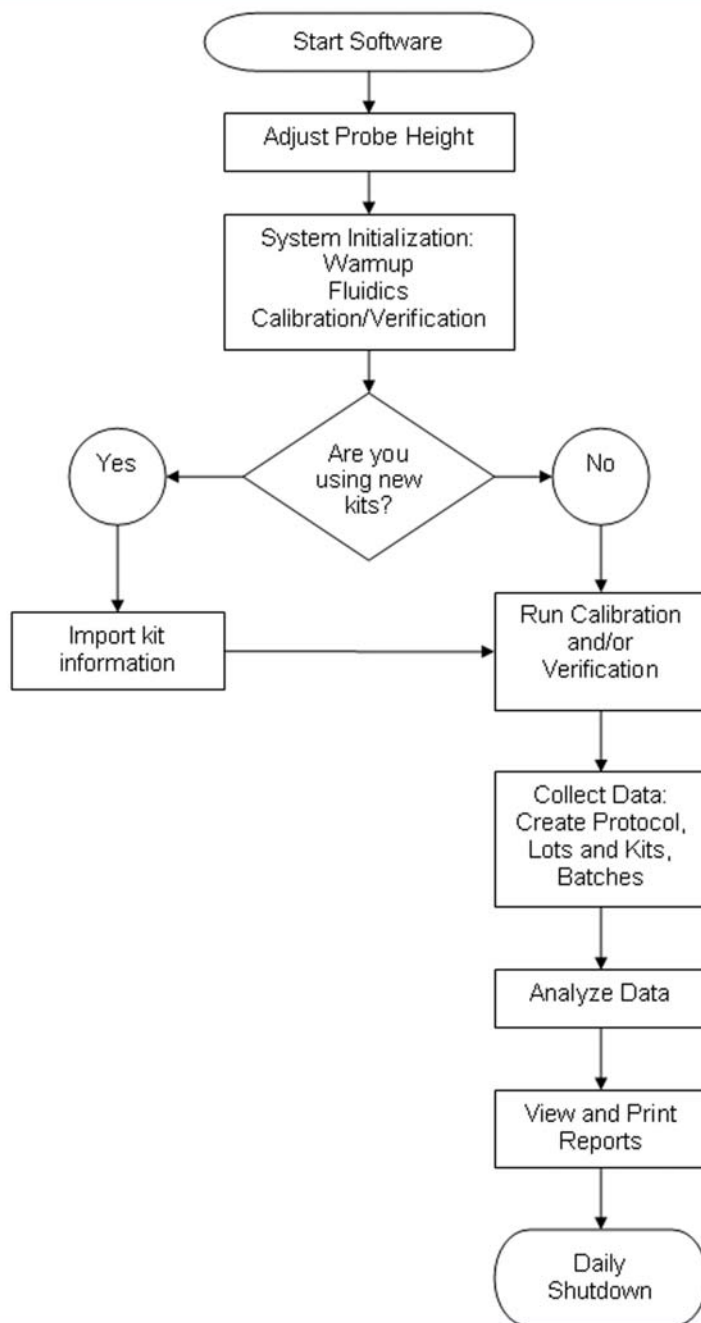 Start Software
Adjust Probe Height
System Initialization:
Warmup
Fluidics
Calibration/Verification
Are you
using new
kits?
Yes
No
Import kit
information
Run Calibration
and/or
Verification
Collect Data:
Create Protocol,
Lots and Kits,
Batches
Analyze Data
View and Print
Reports
Daily
Shutdown